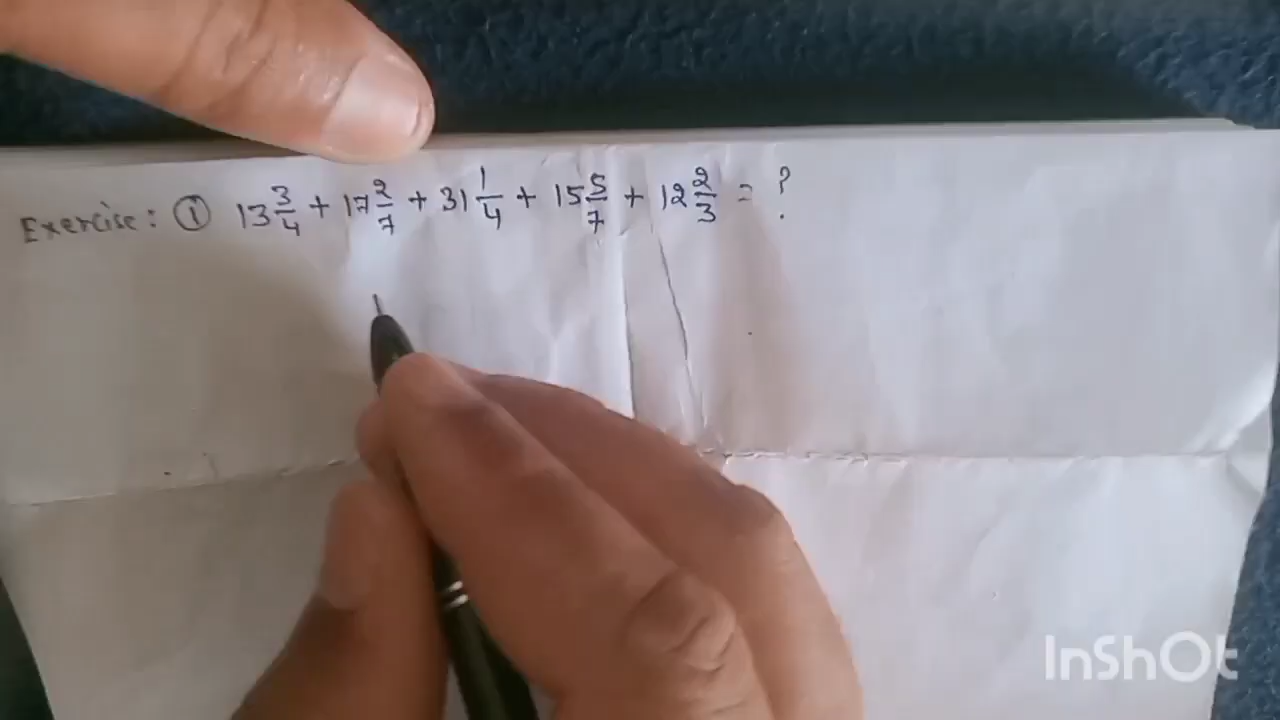 Exercise: ① 13 3/4 + 17 2/7 + 31 1/4 + 15 5/7 + 12 2/3 = ?
InShOt